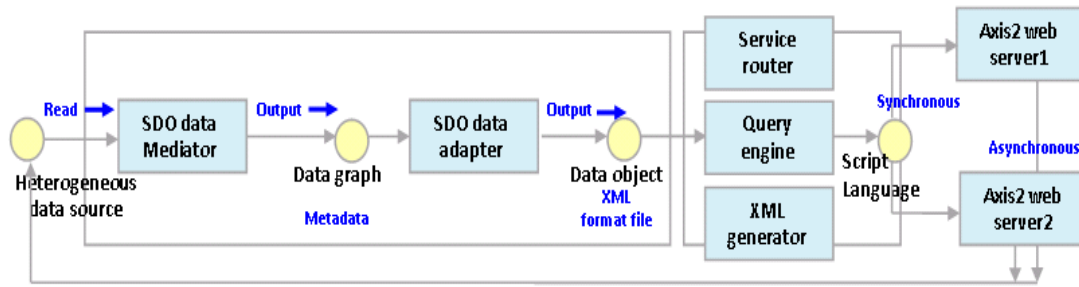 Read
SDO data
Mediator
Output
Data graph
SDO data
adapter
Output
Data object
XML
format file
Heterogeneous
data source
Metadata
Service
router
Query
engine
XML
generator
Script
Language
Synchronous
Asynchronous
Axis2 web
server1
Axis2 web
server2